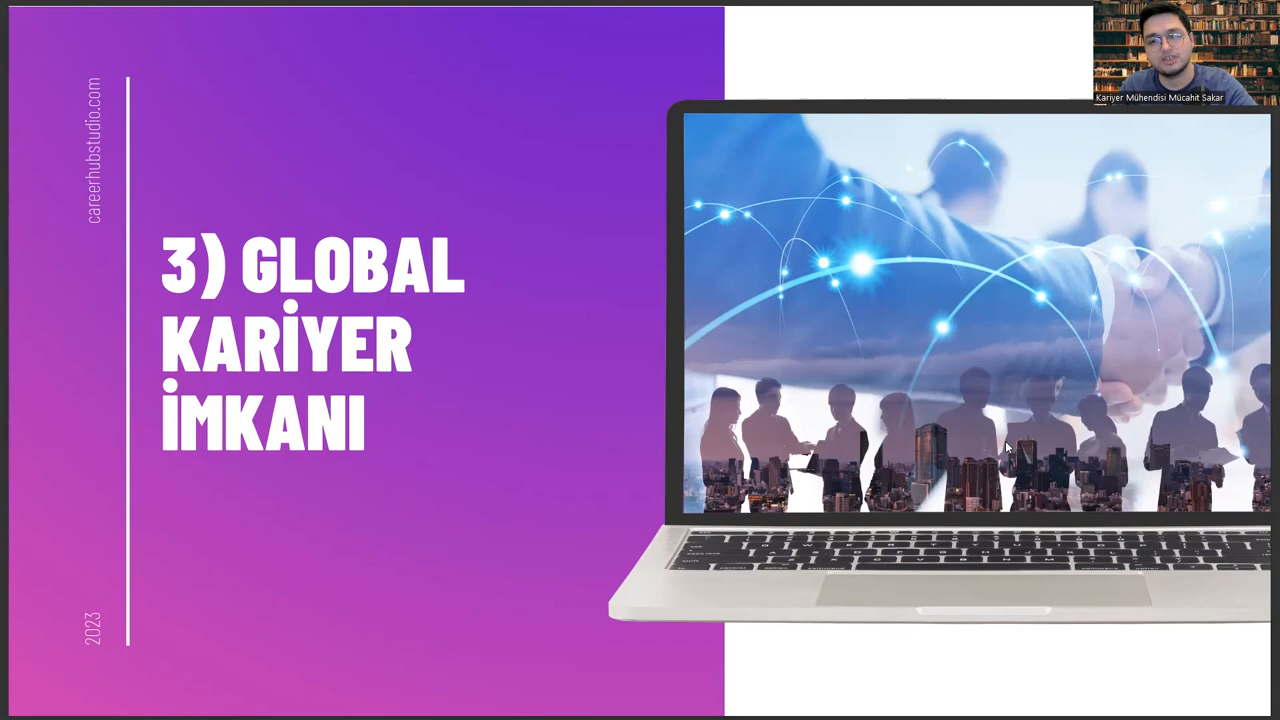 careerhubstudio.com
2023
3) GLOBAL
KARİYER
İMKANI
Kariyer Mühendisi Mücahit Sakar